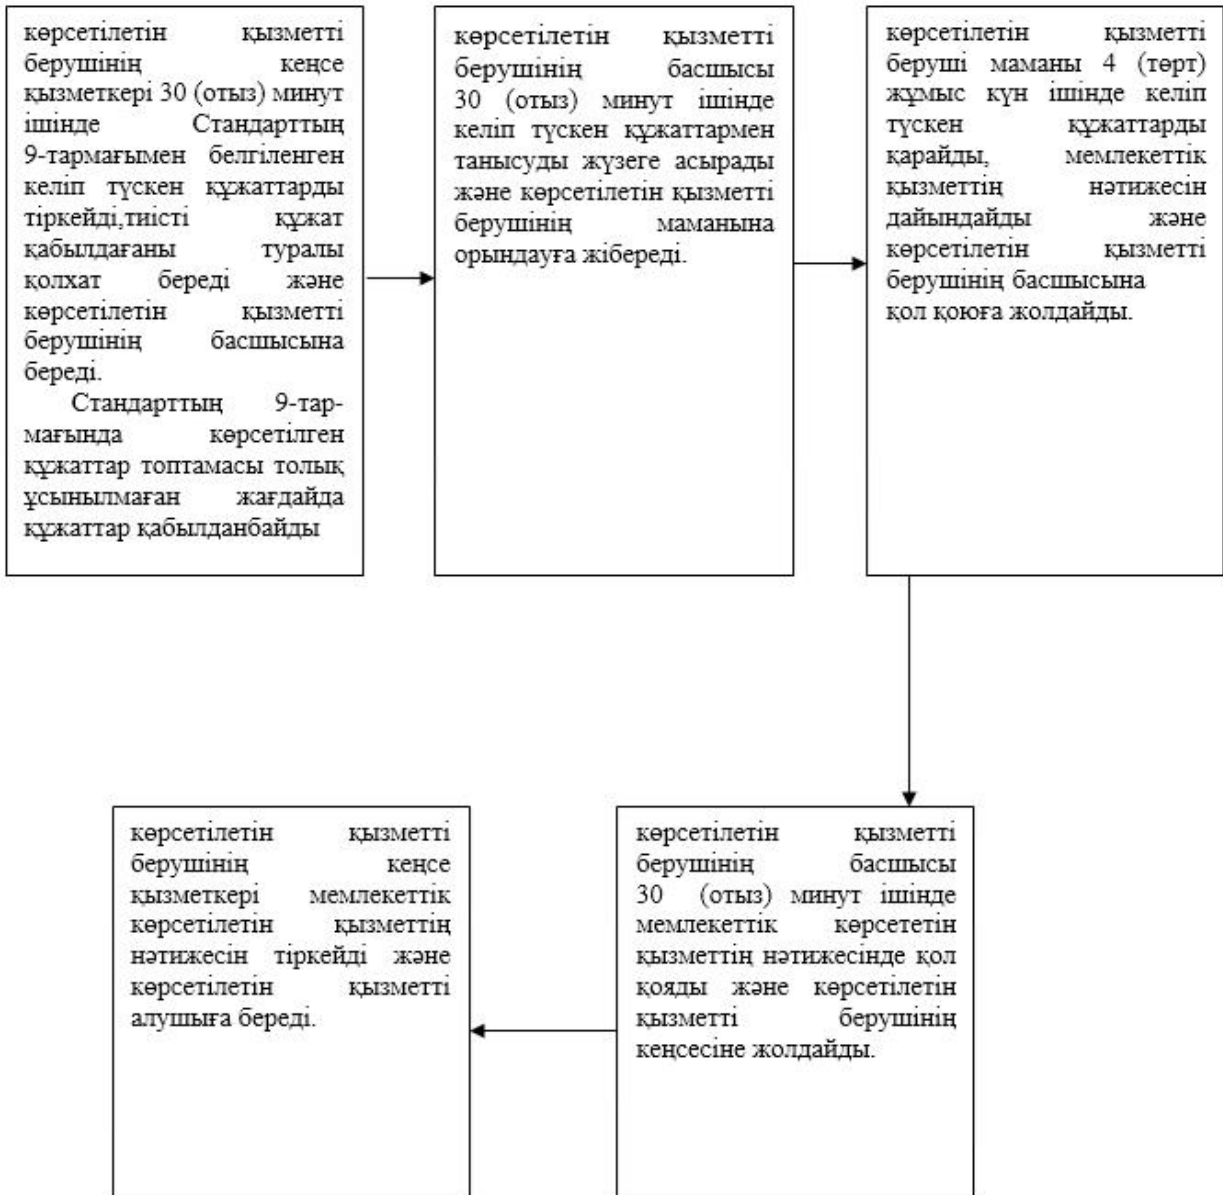 көрсетілетін қызметті
берушінің кеңсе
қызметкері 30 (отыз) минут
ішінде Стандарттың
9-тармағымен белгіленген
келіп түскен құжаттарды
тіркейді,тиісті құжат
қабылдағаны туралы
қолхат береді және
көрсетілетін қызметті
берушінің басшысына
береді.
Стандарттың 9-тар-
мағында көрсетілген
құжаттар топтамасы толық
ұсынылмаған жағдайда
құжаттар қабылданбайды
көрсетілетін қызметті
берушінің басшысы
30 (отыз) минут ішінде
келіп түскен құжаттармен
танысуды жүзеге асырады
және көрсетілетін қызметті
берушінің маманына
орындауға жібереді.
көрсетілетін қызметті
беруші маманы 4 (төрт)
жұмыс күн ішінде келіп
түскен құжаттарды
қарайды, мемлекеттік
қызметтің нәтижесін
дайындайды және
көрсетілетін қызметті
берушінің басшысына
қол қоюға жолдайды.
көрсетілетін қызметті
берушінің басшысы
30 (отыз) минут ішінде
мемлекеттік көрсететін
қызметтің нәтижесінде қол
қояды және көрсетілетін
қызметті берушінің
кеңсесіне жолдайды.
көрсетілетін қызметті
берушінің кеңсе
қызметкері мемлекеттік
көрсетілетін қызметтің
нәтижесін тіркейді және
көрсетілетін қызметті
алушыға береді.